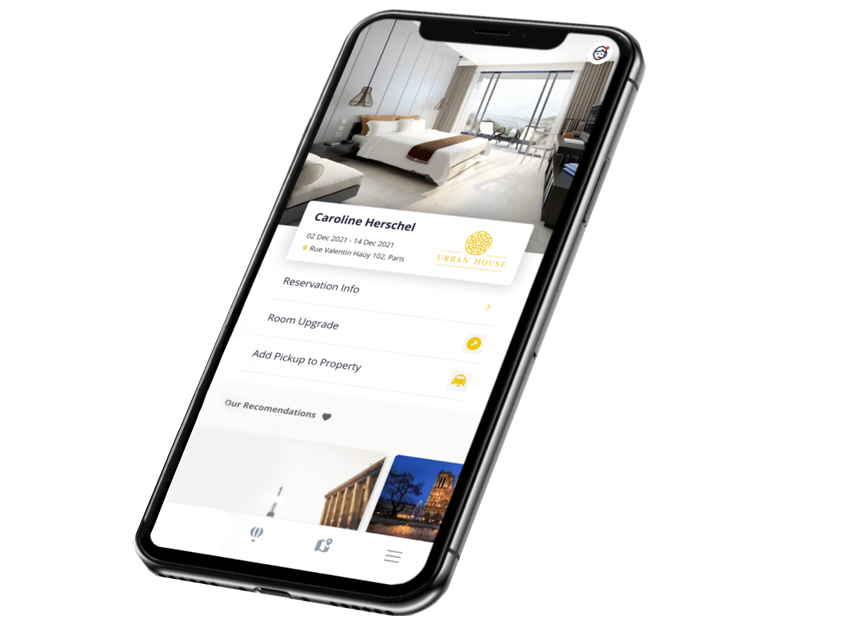 Caroline Herschel
02 Dec 2021 - 14 Dec 2021
Rue Valentin Haüy 102, Paris
URBAN HOUSE
Reservation Info
Room Upgrade
Add Pickup to Property
Our Recomendations